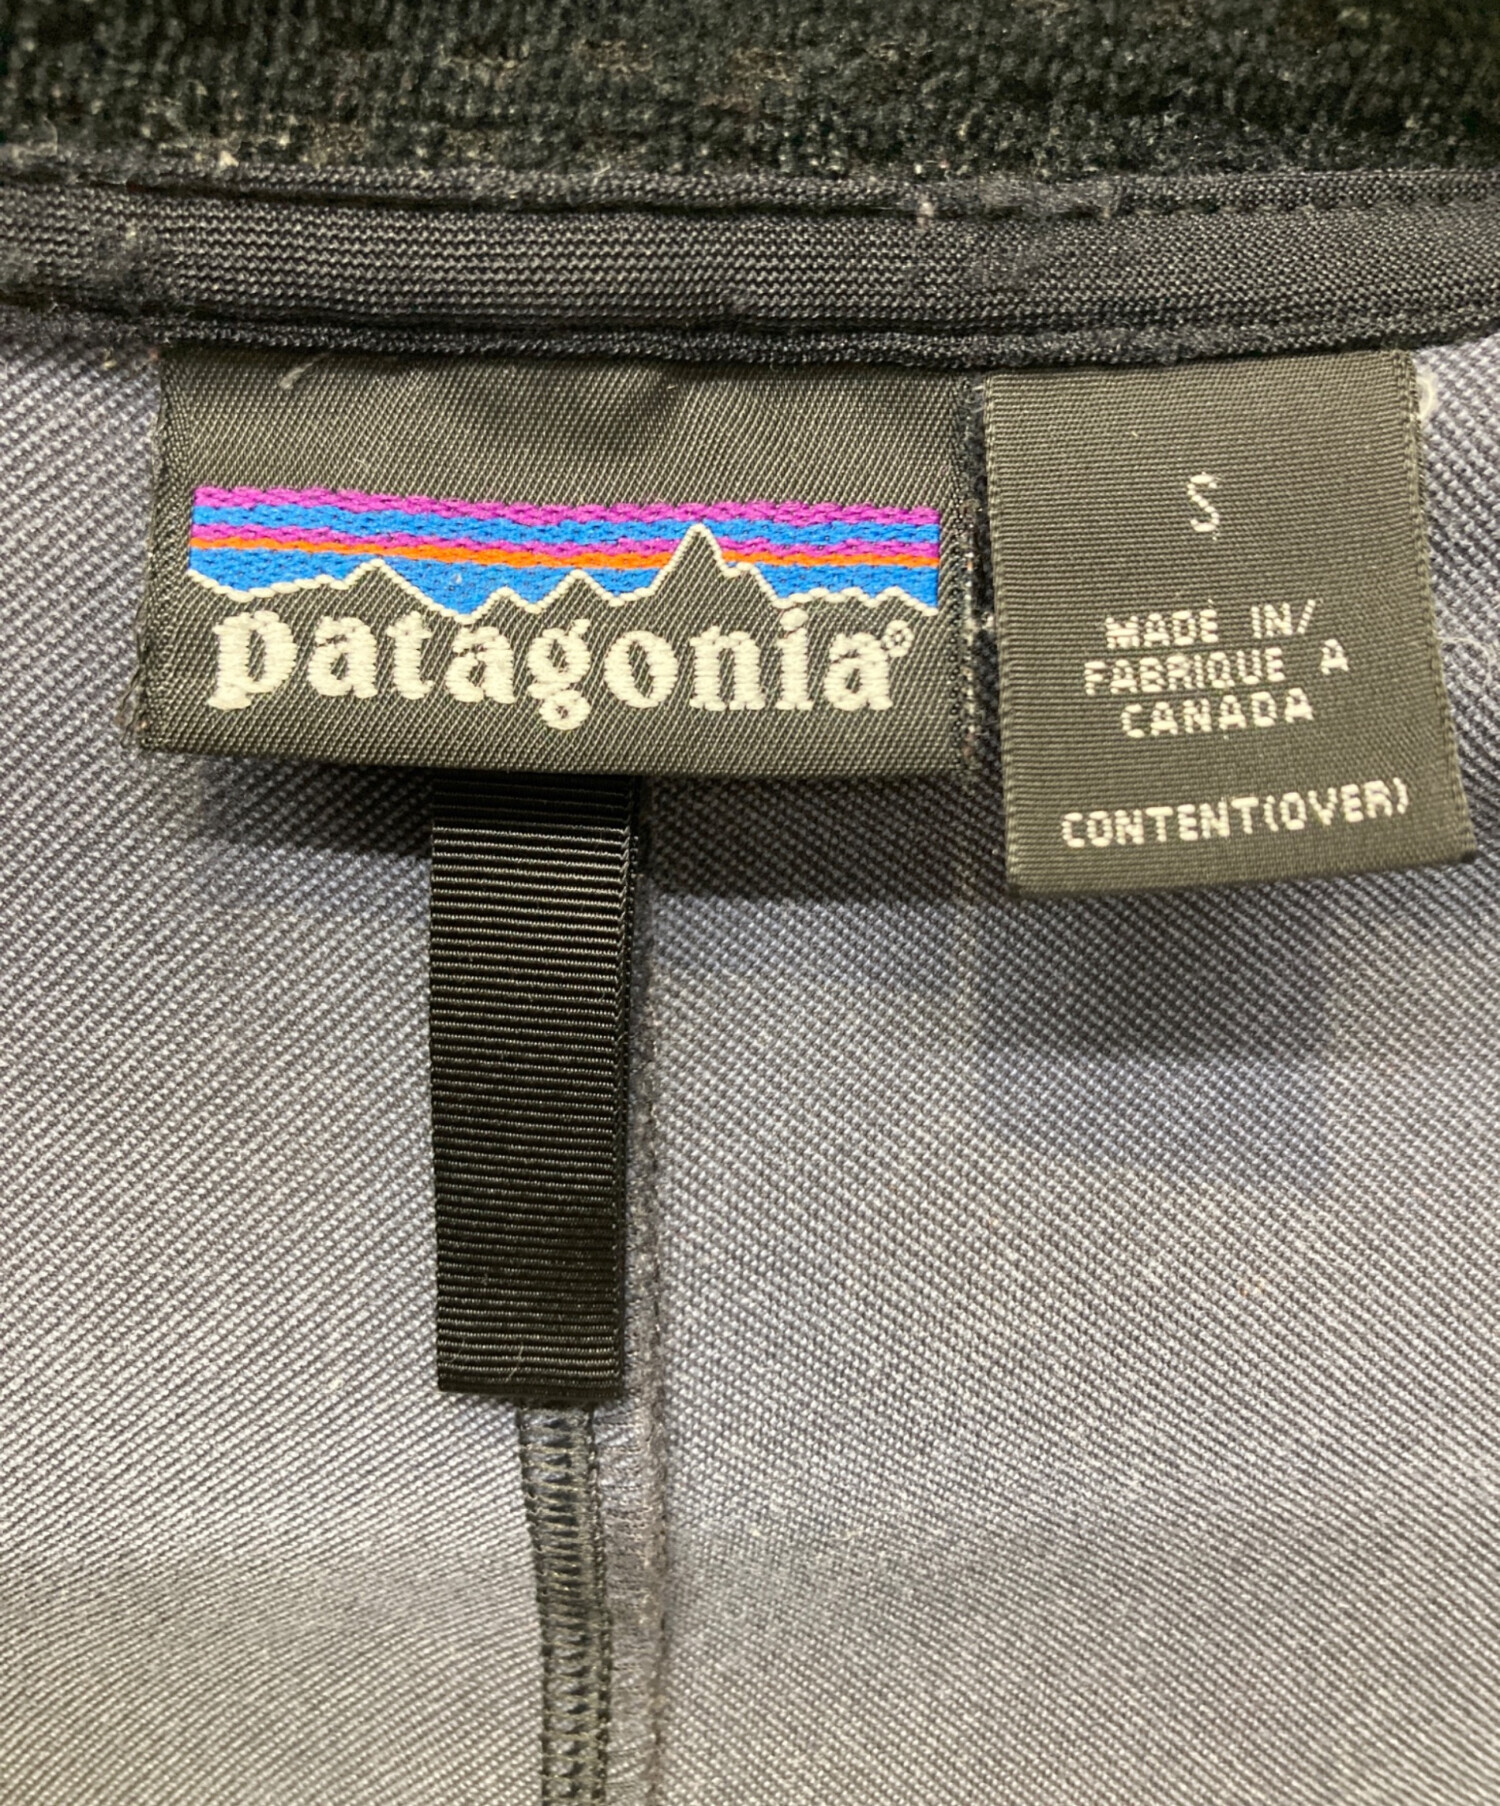 patagonia®
S
MADE IN/
FABRIQUE A
CANADA
CONTENT(OVER)